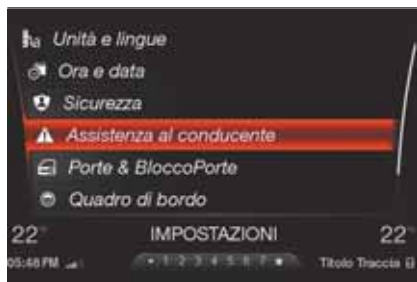 Unità e lingue
Ora e data
Sicurezza
Assistenza al conducente
Porte & BloccoPorte
Quadro di bordo
22° IMPOSTAZIONI 22°
05:48 PM 1 2 3 4 5 6 7 Titolo Traccia